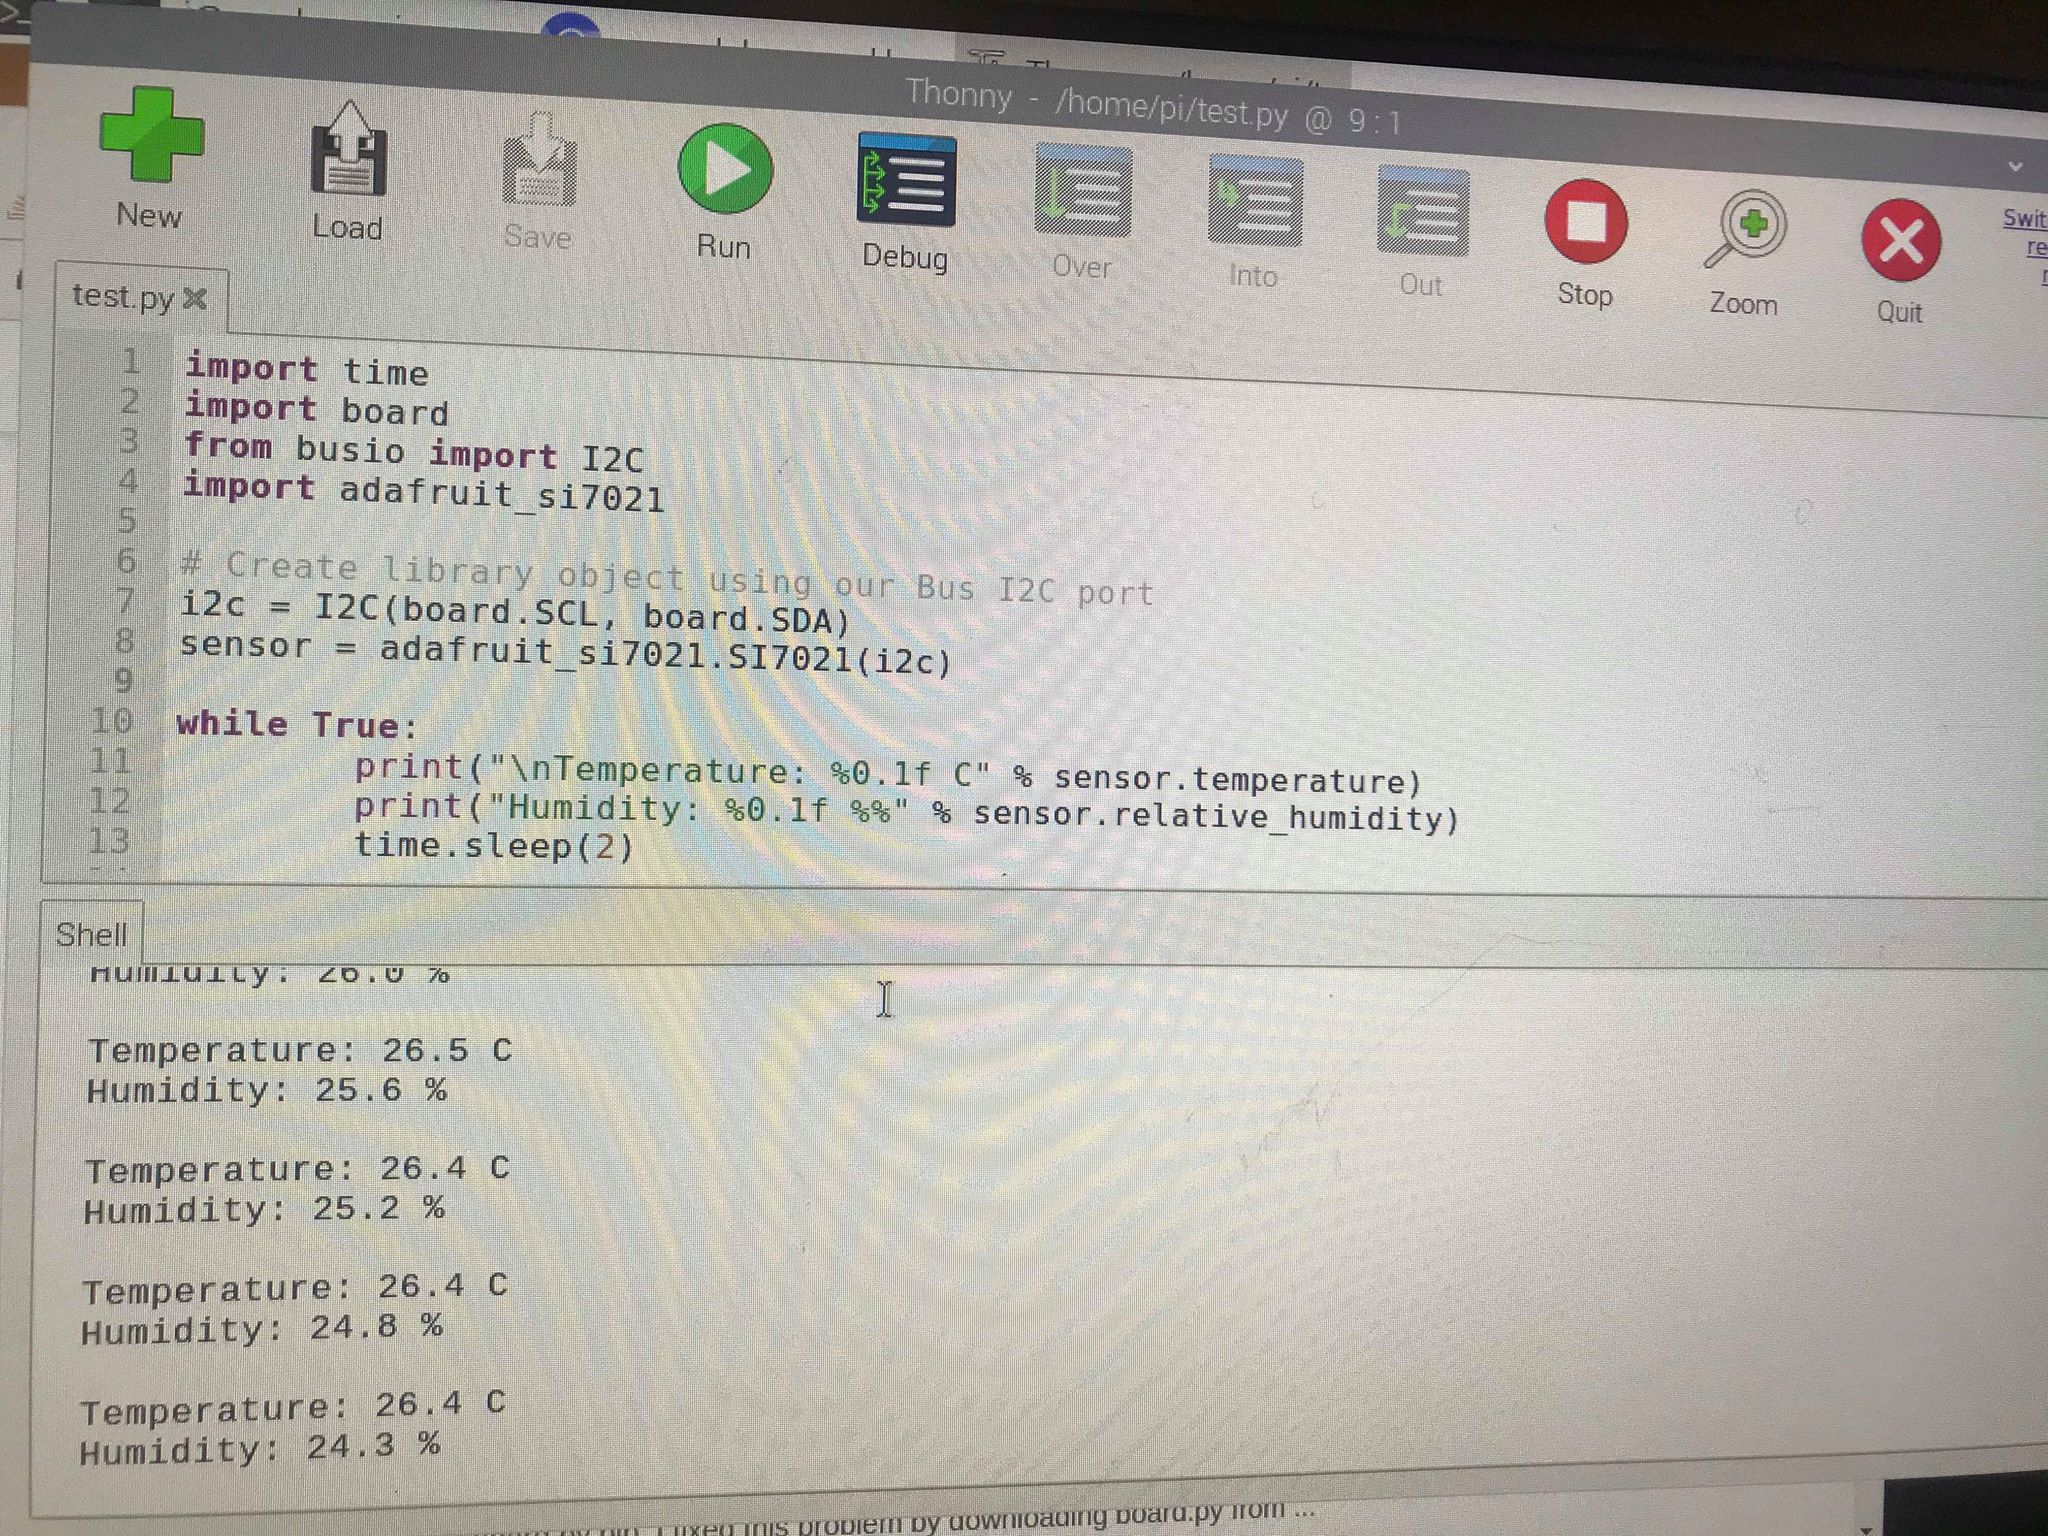 Thonny - /home/pi/test.py @ 9:1
New
Load
Save
Run
Debug
Over
Into
Out
Stop
Zoom
Quit
test.py
1 import time
2 import board
3 from busio import I2C
4 import adafruit_si7021
5
6 # Create library object using our Bus I2C port
7 i2c = I2C(board.SCL, board.SDA)
8 sensor = adafruit_si7021.SI7021(i2c)
9
10 while True:
11 print("\nTemperature: %0.1f C" % sensor.temperature)
12 print("Humidity: %0.1f %%" % sensor.relative_humidity)
13 time.sleep(2)
Shell
Humidity: 26.0 %
Temperature: 26.5 C
Humidity: 25.6 %
Temperature: 26.4 C
Humidity: 25.2 %
Temperature: 26.4 C
Humidity: 24.8 %
Temperature: 26.4 C
Humidity: 24.3 %
this problem by downloading board.py from ...